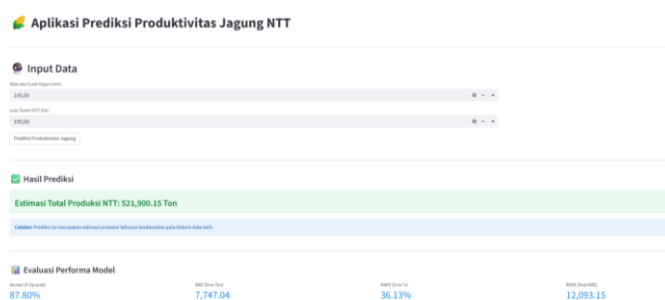 Aplikasi Prediksi Produktivitas Jagung NTT
Input Data
Rata-rata Curah Hujan (mm):
145,00
Luas Tanam NTT (Ha):
150,00
Prediksi Produktivitas Jagung
Hasil Prediksi
Estimasi Total Produksi NTT: 521,900.15 Ton
Catatan: Prediksi ini merupakan estimasi produksi tahunan berdasarkan pola historis data latih.
Evaluasi Performa Model
Akurasi (R-Squared)
87.80%
MAE (Error Ton)
7,747.04
MAPE (Error %)
36.13%
RMSE (Root MSE)
12,093.15